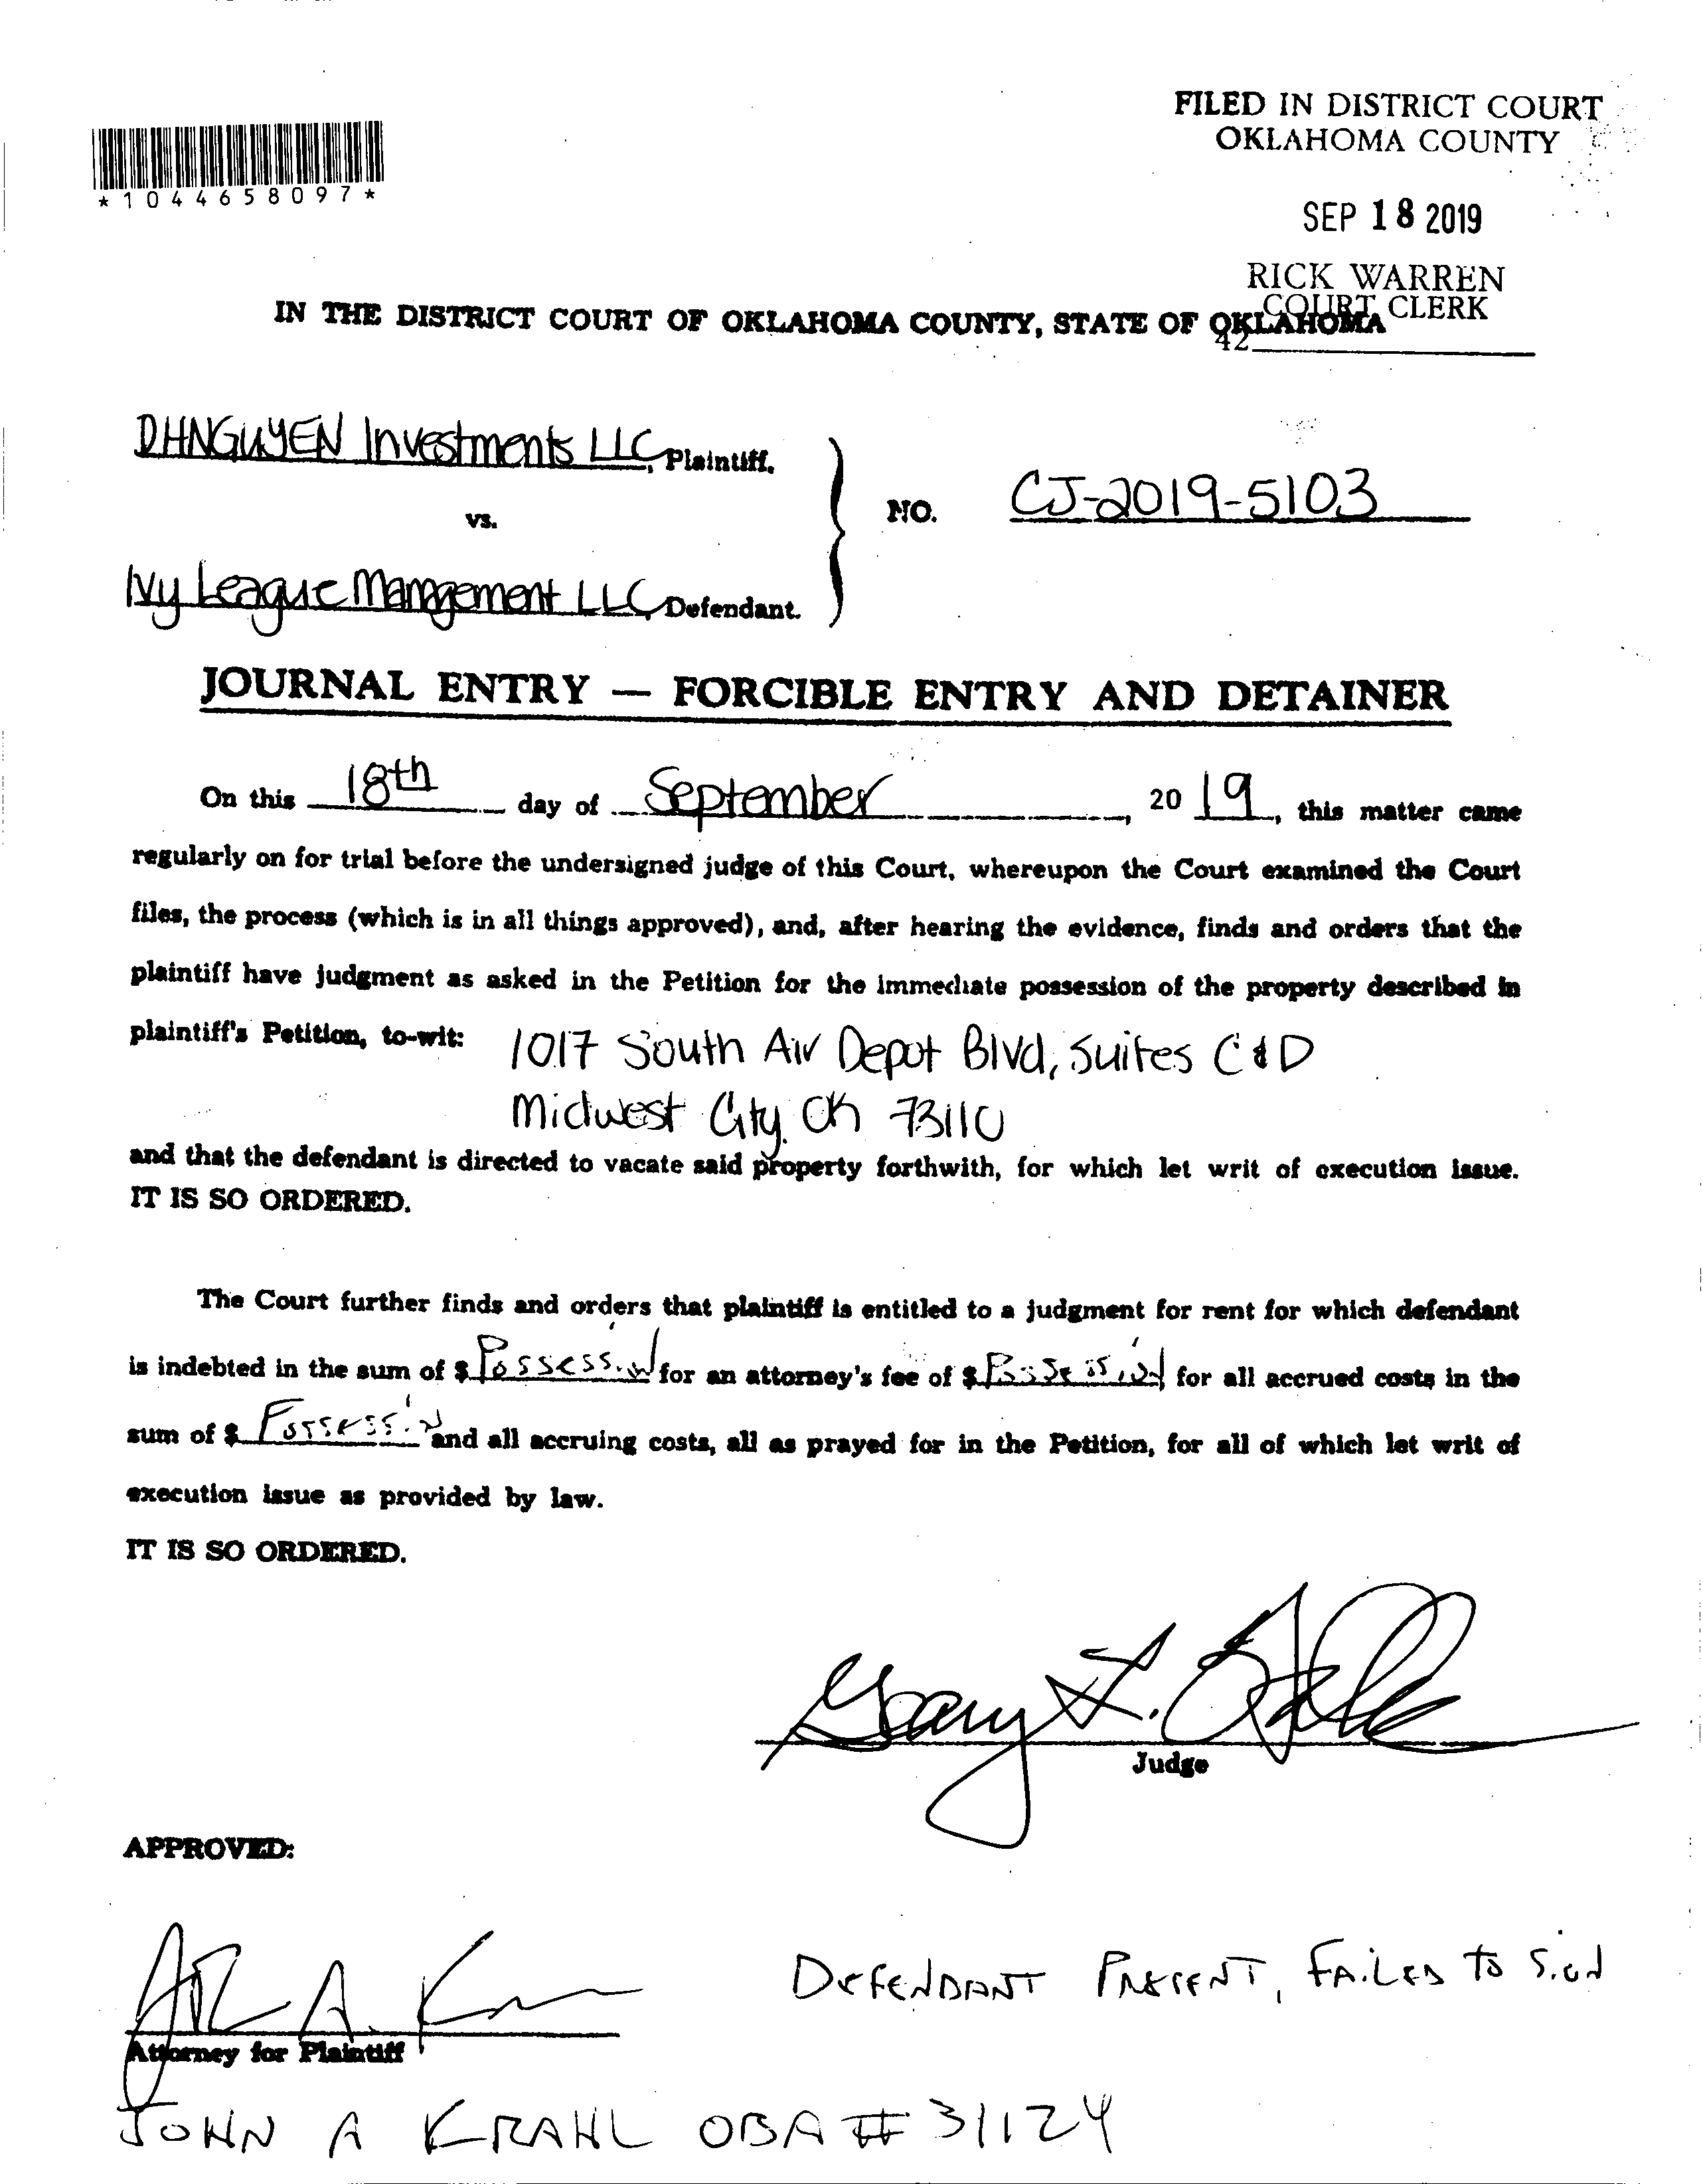 FILED IN DISTRICT COURT
OKLAHOMA COUNTY
*1044658097*
SEP 18 2019
RICK WARREN
COURT CLERK
IN THE DISTRICT COURT OF OKLAHOMA COUNTY, STATE OF OKLAHOMA
42
DHNGUYEN Investments LLC, Plaintiff,
vs.
NO. CJ-2019-5103
Ivy League Management LLC, Defendant.
JOURNAL ENTRY — FORCIBLE ENTRY AND DETAINER
On this 18th day of September, 2019, this matter came
regularly on for trial before the undersigned judge of this Court, whereupon the Court examined the Court
files, the process (which is in all things approved), and, after hearing the evidence, finds and orders that the
plaintiff have judgment as asked in the Petition for the immediate possession of the property described in
plaintiff's Petition, to-wit: 1017 South Air Depot Blvd, Suites C & D
Midwest City, OK 73110
and that the defendant is directed to vacate said property forthwith, for which let writ of execution issue.
IT IS SO ORDERED.
The Court further finds and orders that plaintiff is entitled to a judgment for rent for which defendant
is indebted in the sum of $ Possession for an attorney's fee of $ Possession for all accrued costs in the
sum of $ Possession and all accruing costs, all as prayed for in the Petition, for all of which let writ of
execution issue as provided by law.
IT IS SO ORDERED.
Judge
APPROVED:
DEFENDANT PRESENT, FAILED TO SIGN
Attorney for Plaintiff
JOHN A KRAHL OBA # 31124